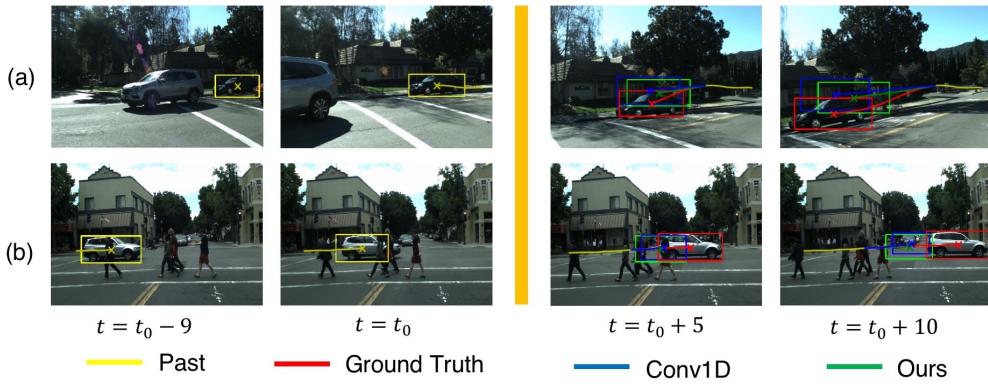 (a)
(b)
t = t₀ − 9
t = t₀
t = t₀ + 5
t = t₀ + 10
Past
Ground Truth
Conv1D
Ours